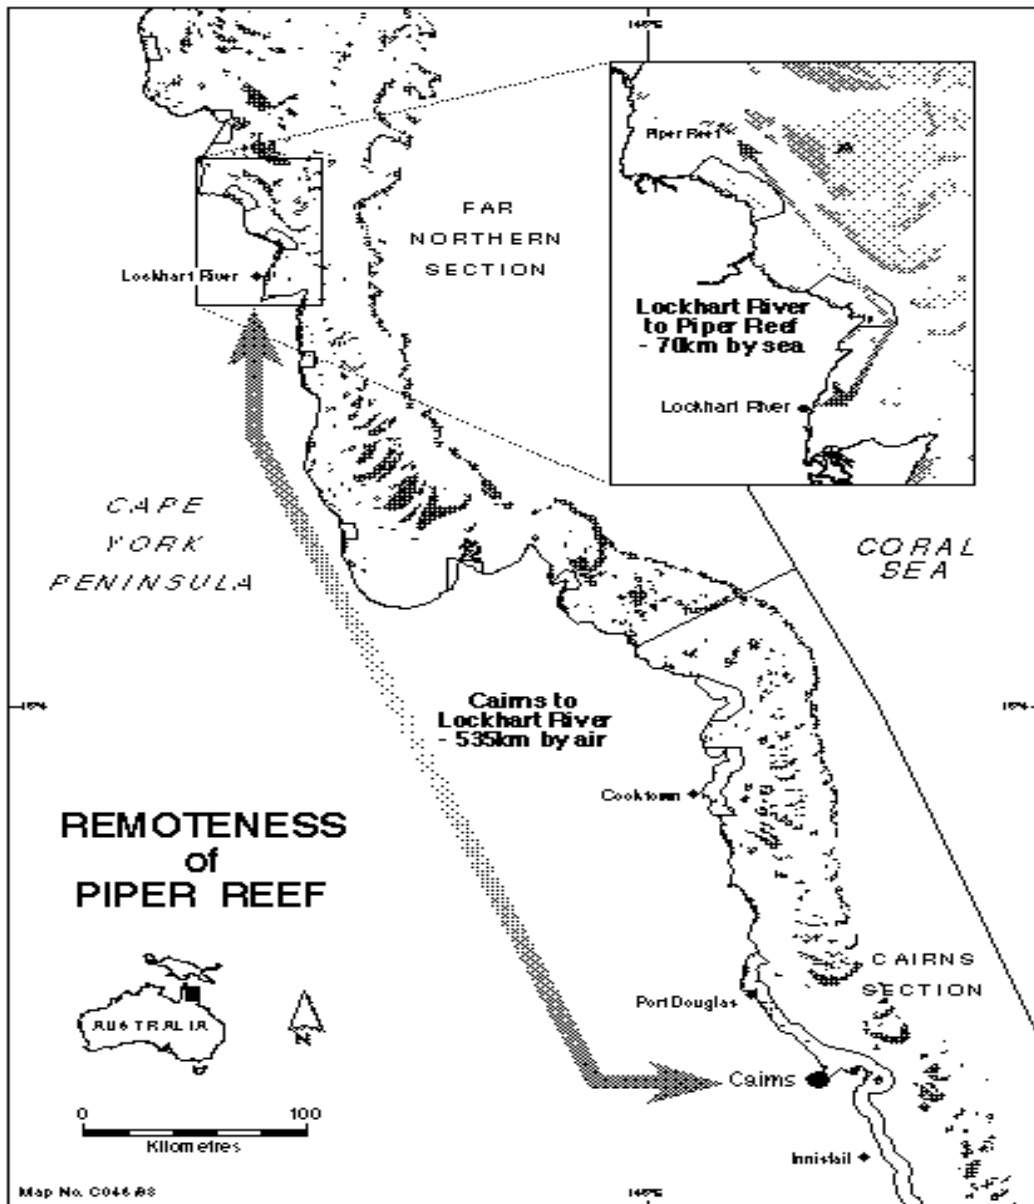 Piper Reef
FAR
NORTHERN
SECTION
Lockhart River
Lockhart River
to Piper Reef
- 70km by sea
Lockhart River
CAPE
YORK
PENINSULA
CORAL
SEA
Cairns to
Lockhart River
- 535km by air
Cooktown
REMOTENESS
of
PIPER REEF
CAIRNS
SECTION
Port Douglas
AUSTRALIA
N
Cairns
0 100
Kilometres
Innisfail
Map No.